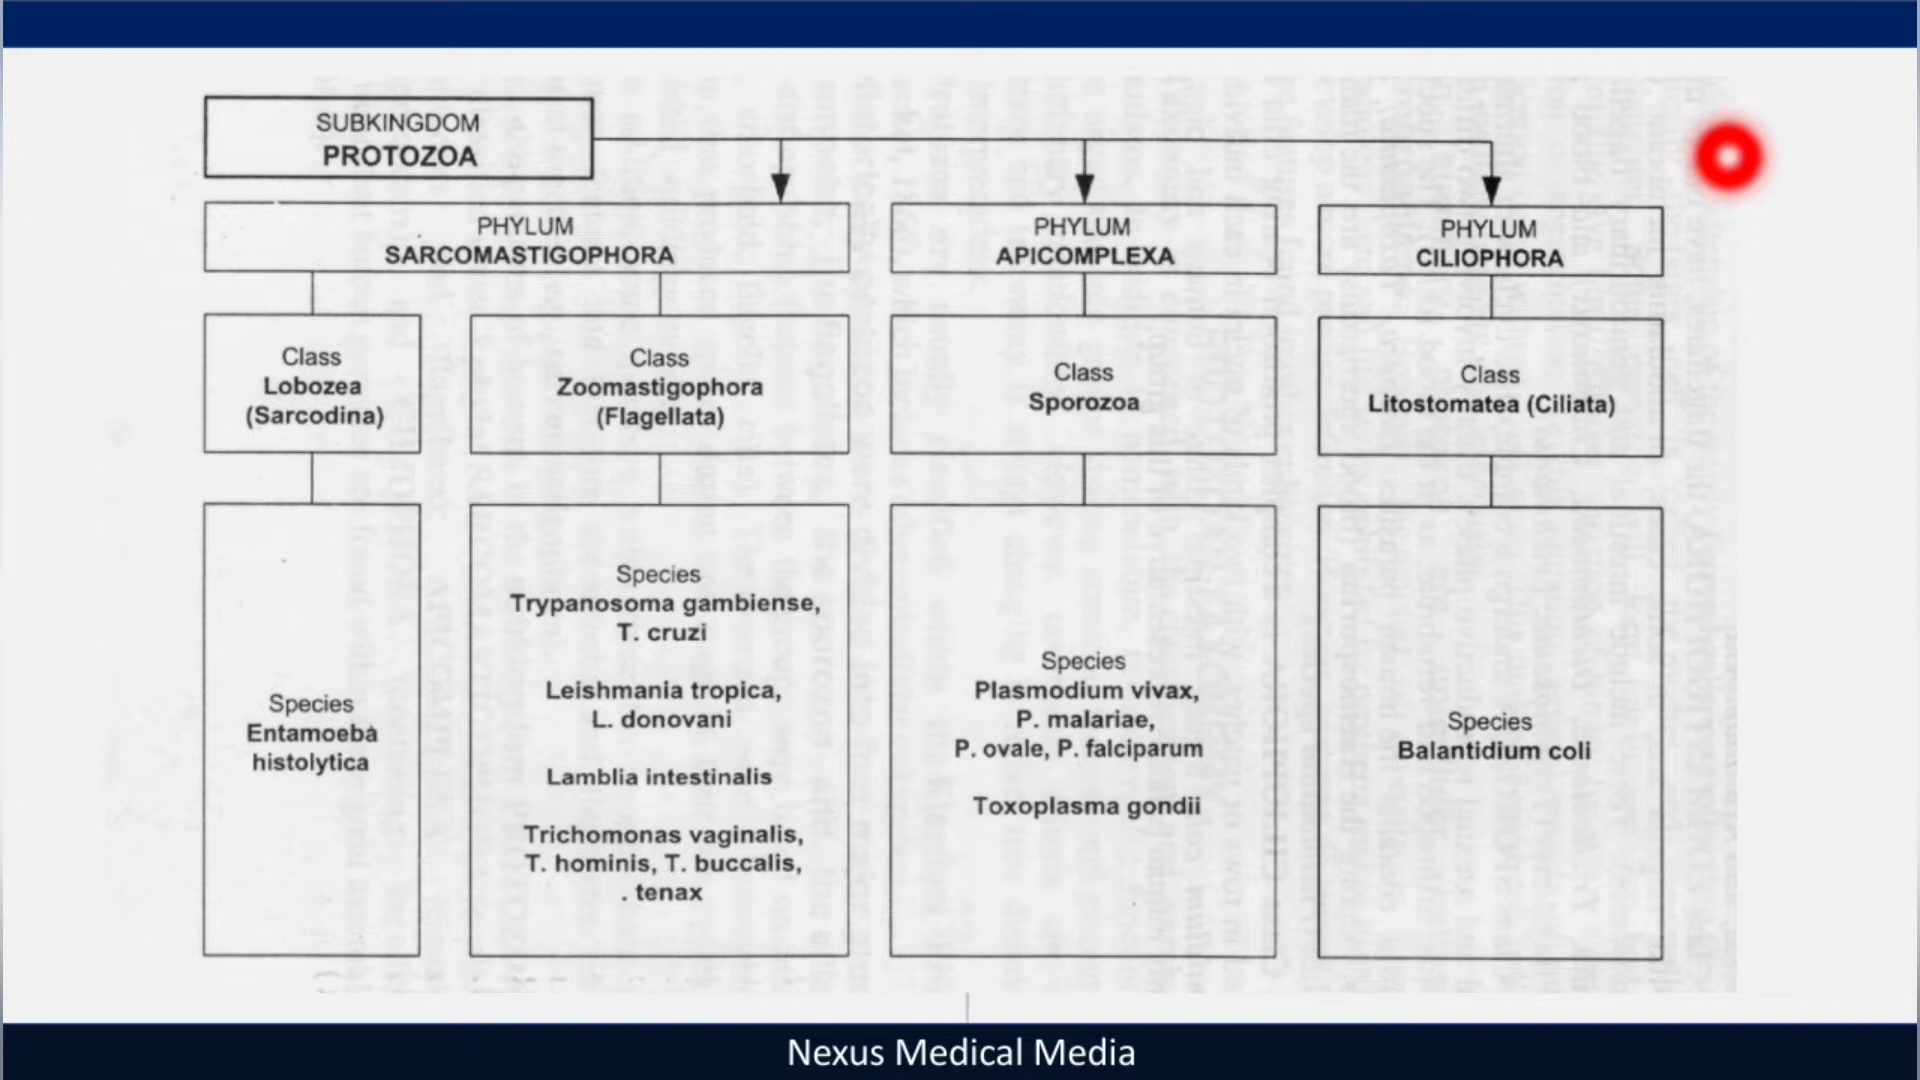 SUBKINGDOM
PROTOZOA
PHYLUM
SARCOMASTIGOPHORA
PHYLUM
APICOMPLEXA
PHYLUM
CILIOPHORA
Class
Lobozea
(Sarcodina)
Class
Zoomastigophora
(Flagellata)
Class
Sporozoa
Class
Litostomatea (Ciliata)
Species
Entamoeba
histolytica
Species
Trypanosoma gambiense,
T. cruzi
Leishmania tropica,
L. donovani
Lamblia intestinalis
Trichomonas vaginalis,
T. hominis, T. buccalis,
. tenax
Species
Plasmodium vivax,
P. malariae,
P. ovale, P. falciparum
Toxoplasma gondii
Species
Balantidium coli
Nexus Medical Media